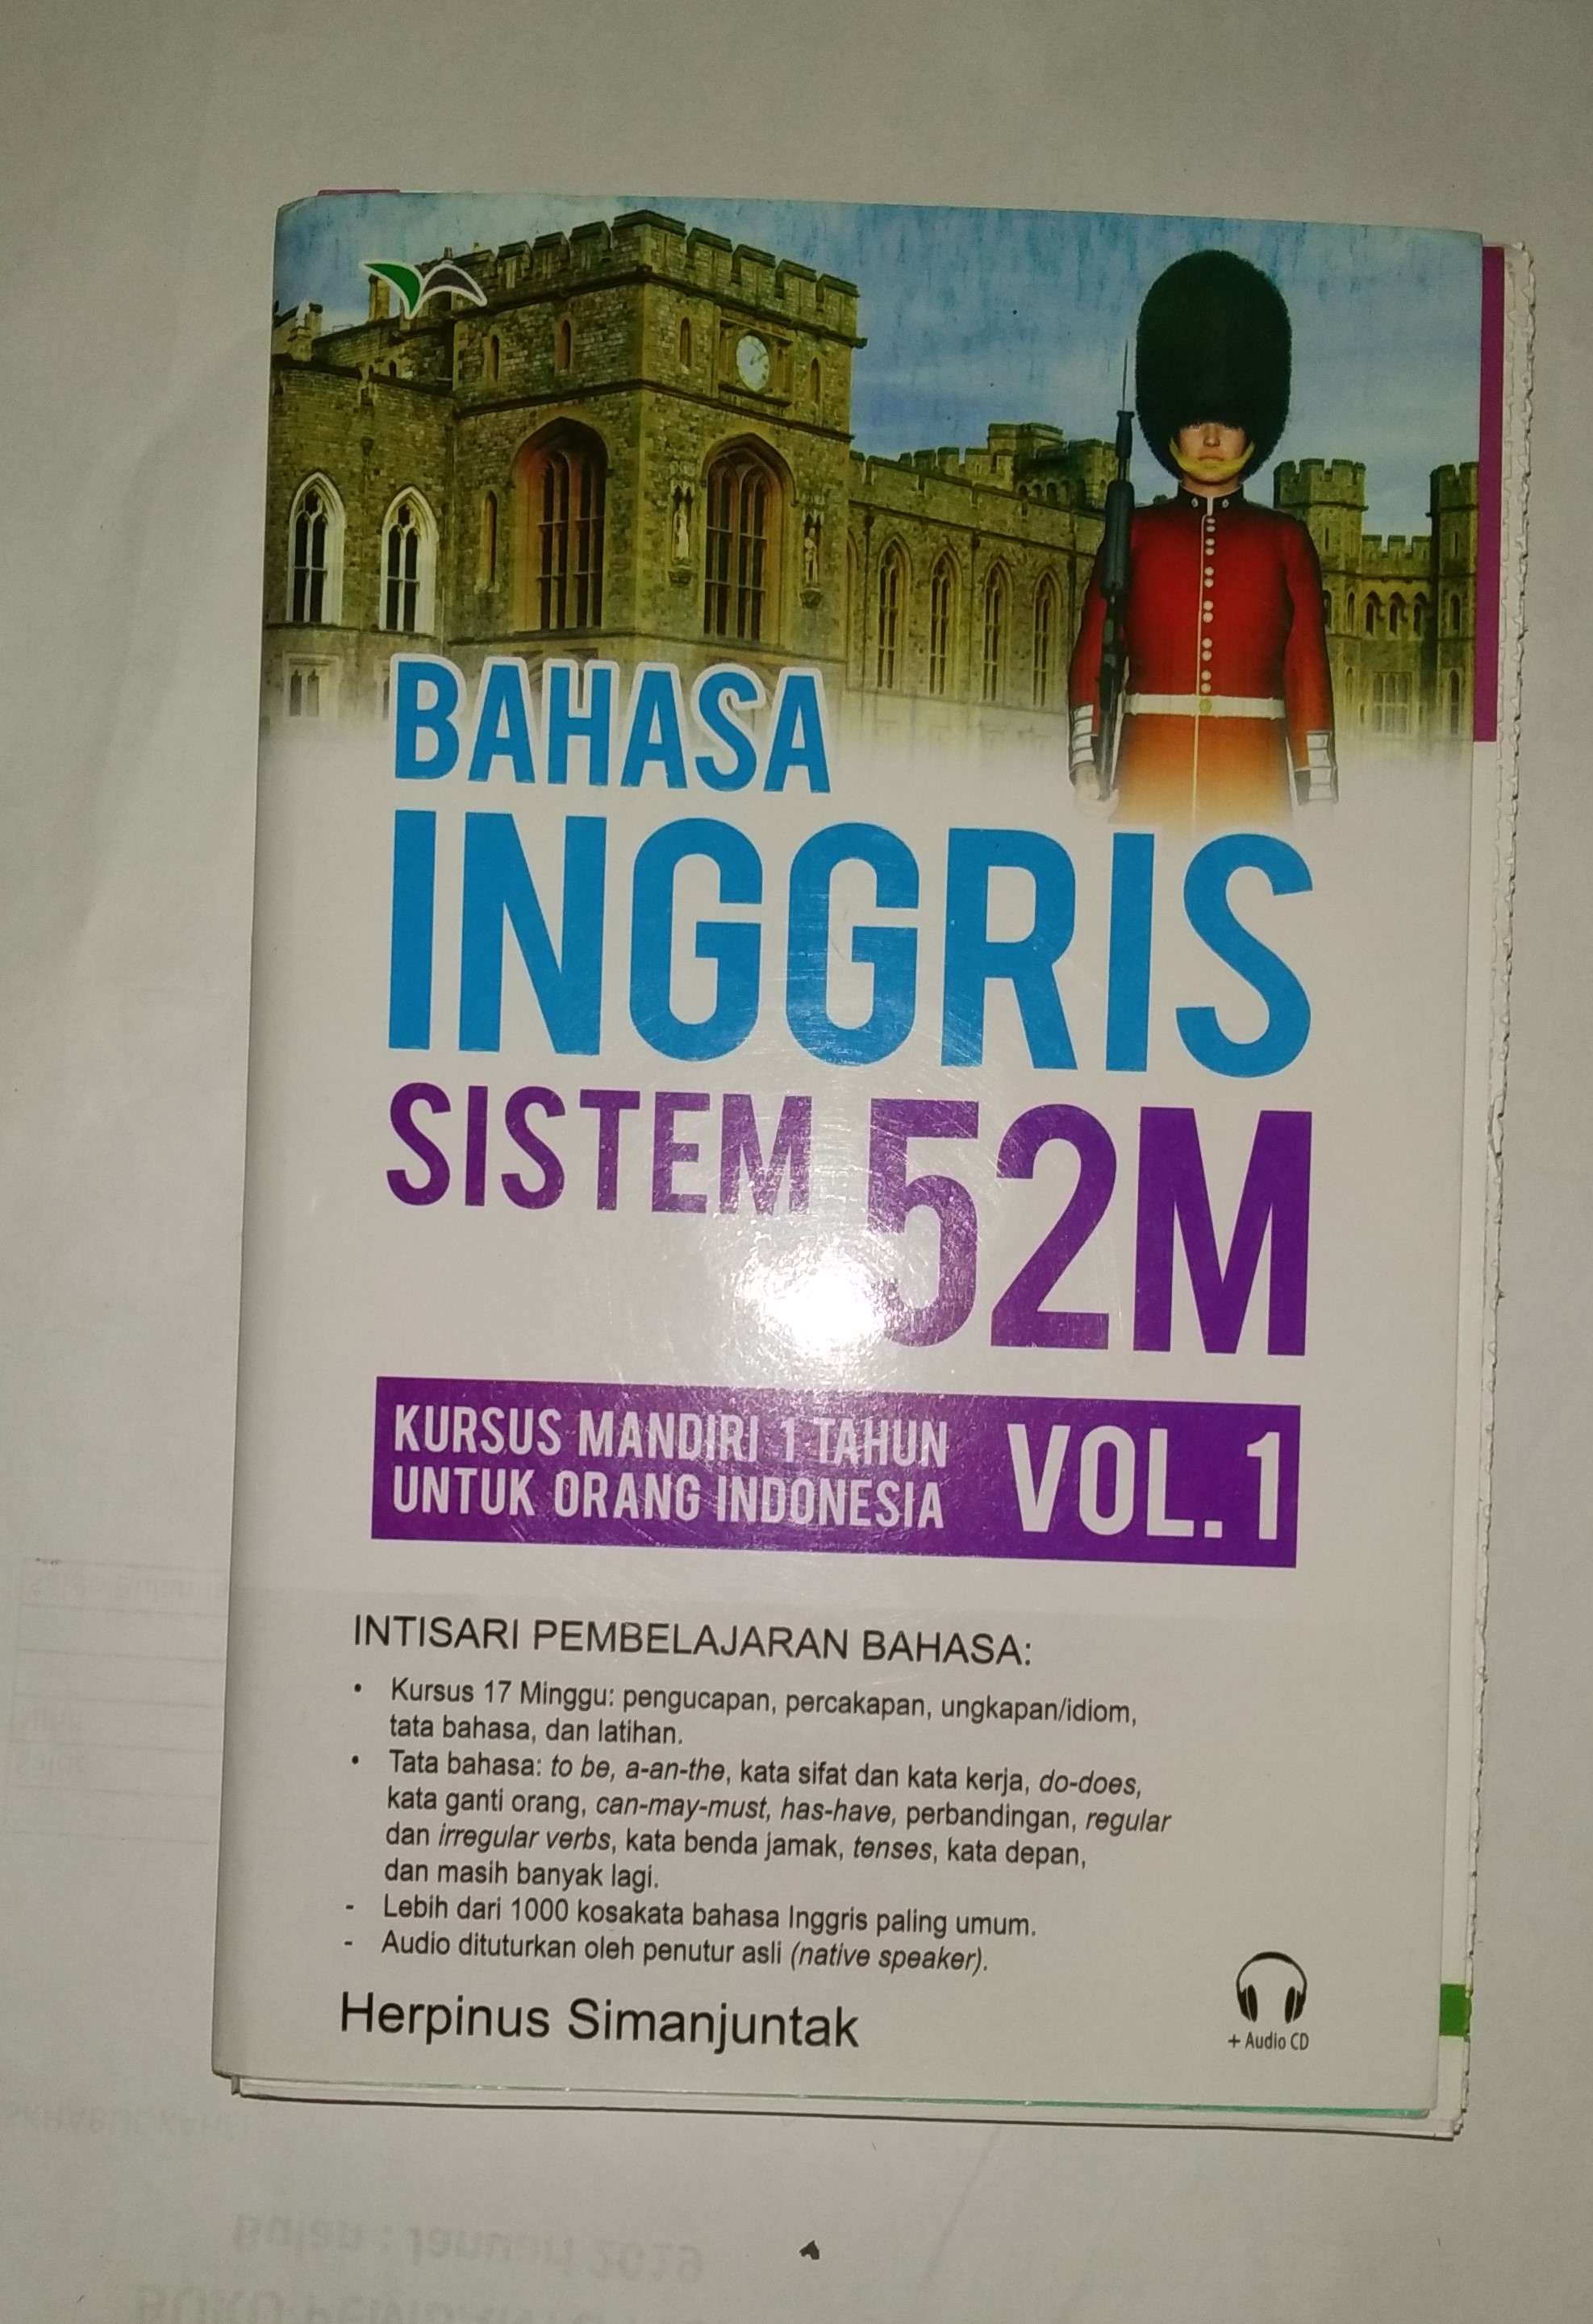 BAHASA
INGGRIS
SISTEM 52M
KURSUS MANDIRI 1 TAHUN
UNTUK ORANG INDONESIA
VOL. 1
INTISARI PEMBELAJARAN BAHASA:
• Kursus 17 Minggu: pengucapan, percakapan, ungkapan/idiom,
tata bahasa, dan latihan.
• Tata bahasa: to be, a-an-the, kata sifat dan kata kerja, do-does,
kata ganti orang, can-may-must, has-have, perbandingan, regular
dan irregular verbs, kata benda jamak, tenses, kata depan,
dan masih banyak lagi.
- Lebih dari 1000 kosakata bahasa Inggris paling umum.
- Audio dituturkan oleh penutur asli (native speaker).
Herpinus Simanjuntak
+ Audio CD
Bulan : Januari 2019